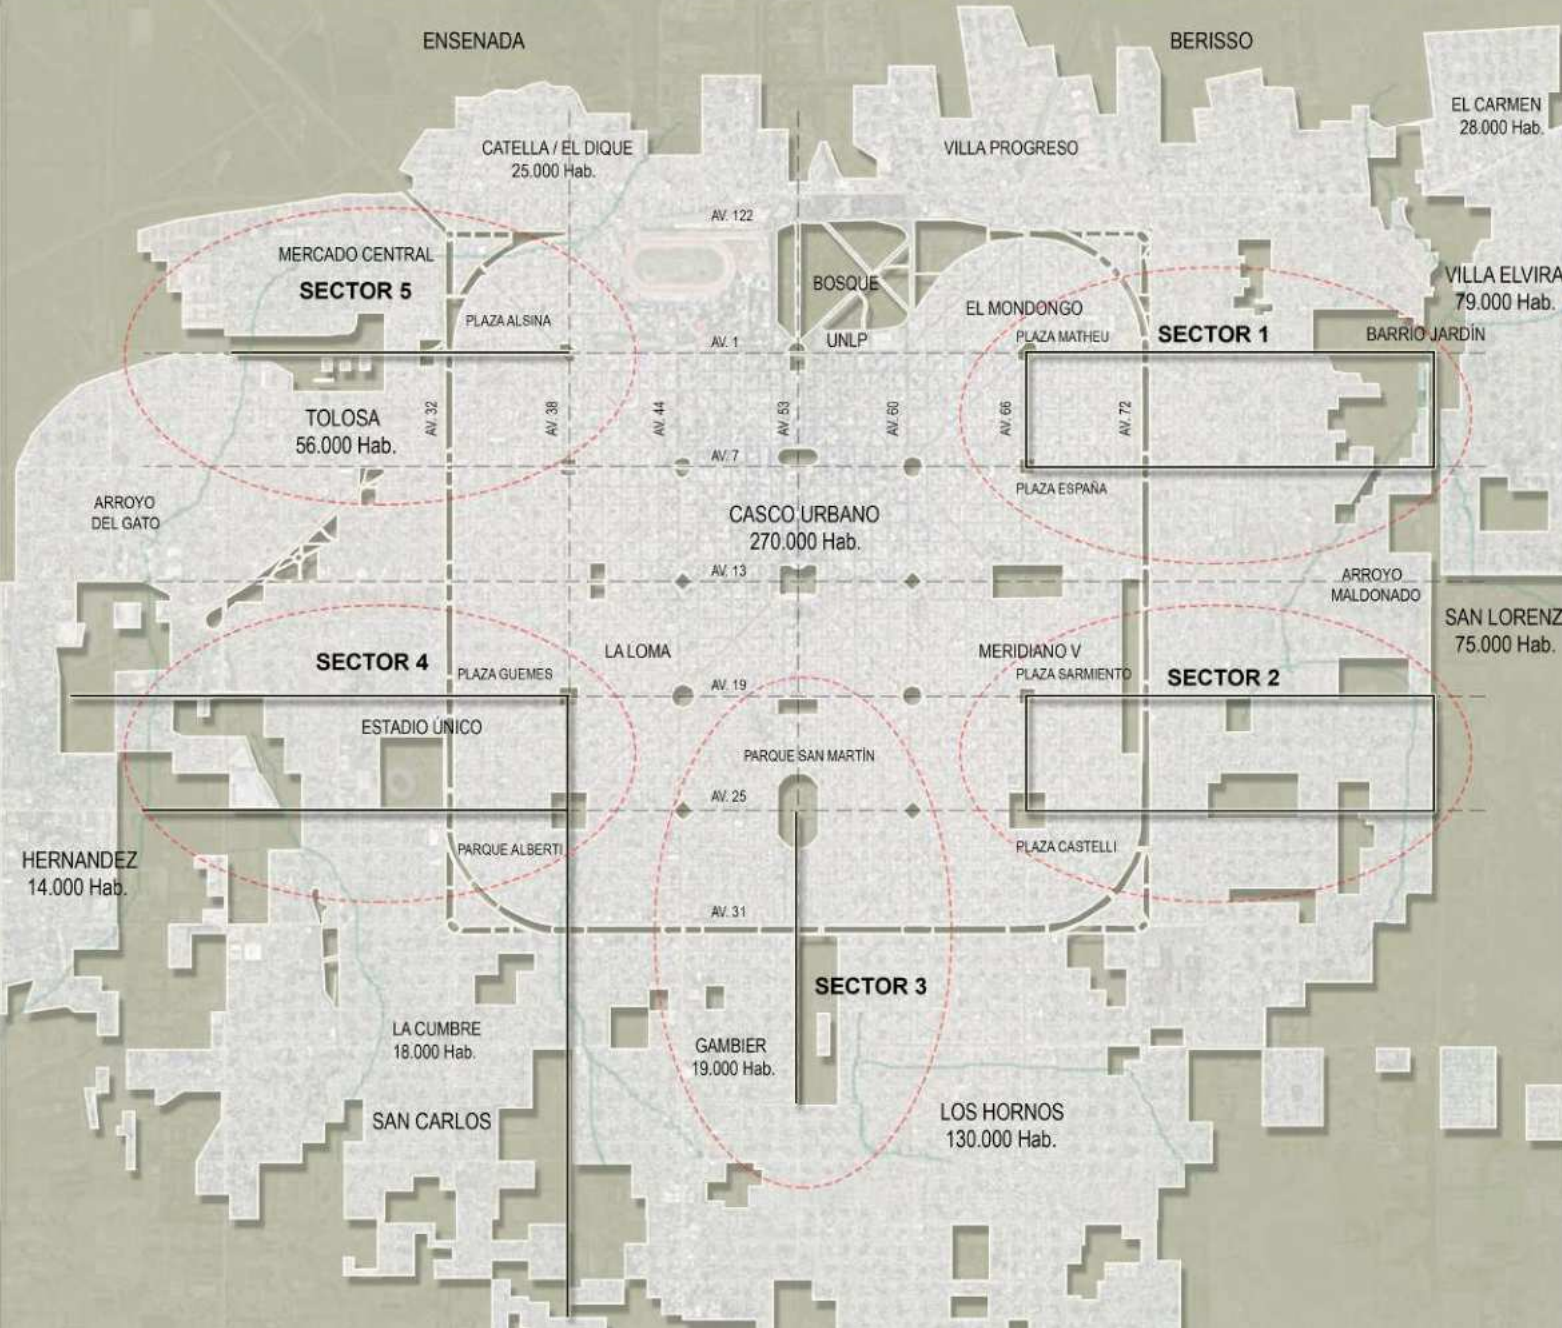 ENSENADA
BERISSO
EL CARMEN
28.000 Hab.
CATELLA / EL DIQUE
25.000 Hab.
VILLA PROGRESO
AV. 122
MERCADO CENTRAL
SECTOR 5
BOSQUE
VILLA ELVIRA
79.000 Hab.
EL MONDONGO
PLAZA ALSINA
PLAZA MATHEU
SECTOR 1
BARRIO JARDÍN
AV. 1
UNLP
TOLOSA
56.000 Hab.
AV. 32
AV. 38
AV. 44
AV. 53
AV. 60
AV. 66
AV. 72
AV. 7
PLAZA ESPAÑA
ARROYO
DEL GATO
CASCO URBANO
270.000 Hab.
AV. 13
ARROYO
MALDONADO
SAN LORENZ
75.000 Hab.
SECTOR 4
PLAZA GUEMES
LA LOMA
MERIDIANO V
PLAZA SARMIENTO
SECTOR 2
AV. 19
ESTADIO ÚNICO
PARQUE SAN MARTÍN
AV. 25
PARQUE ALBERTI
PLAZA CASTELLI
HERNANDEZ
14.000 Hab.
AV. 31
SECTOR 3
LA CUMBRE
18.000 Hab.
GAMBIER
19.000 Hab.
SAN CARLOS
LOS HORNOS
130.000 Hab.